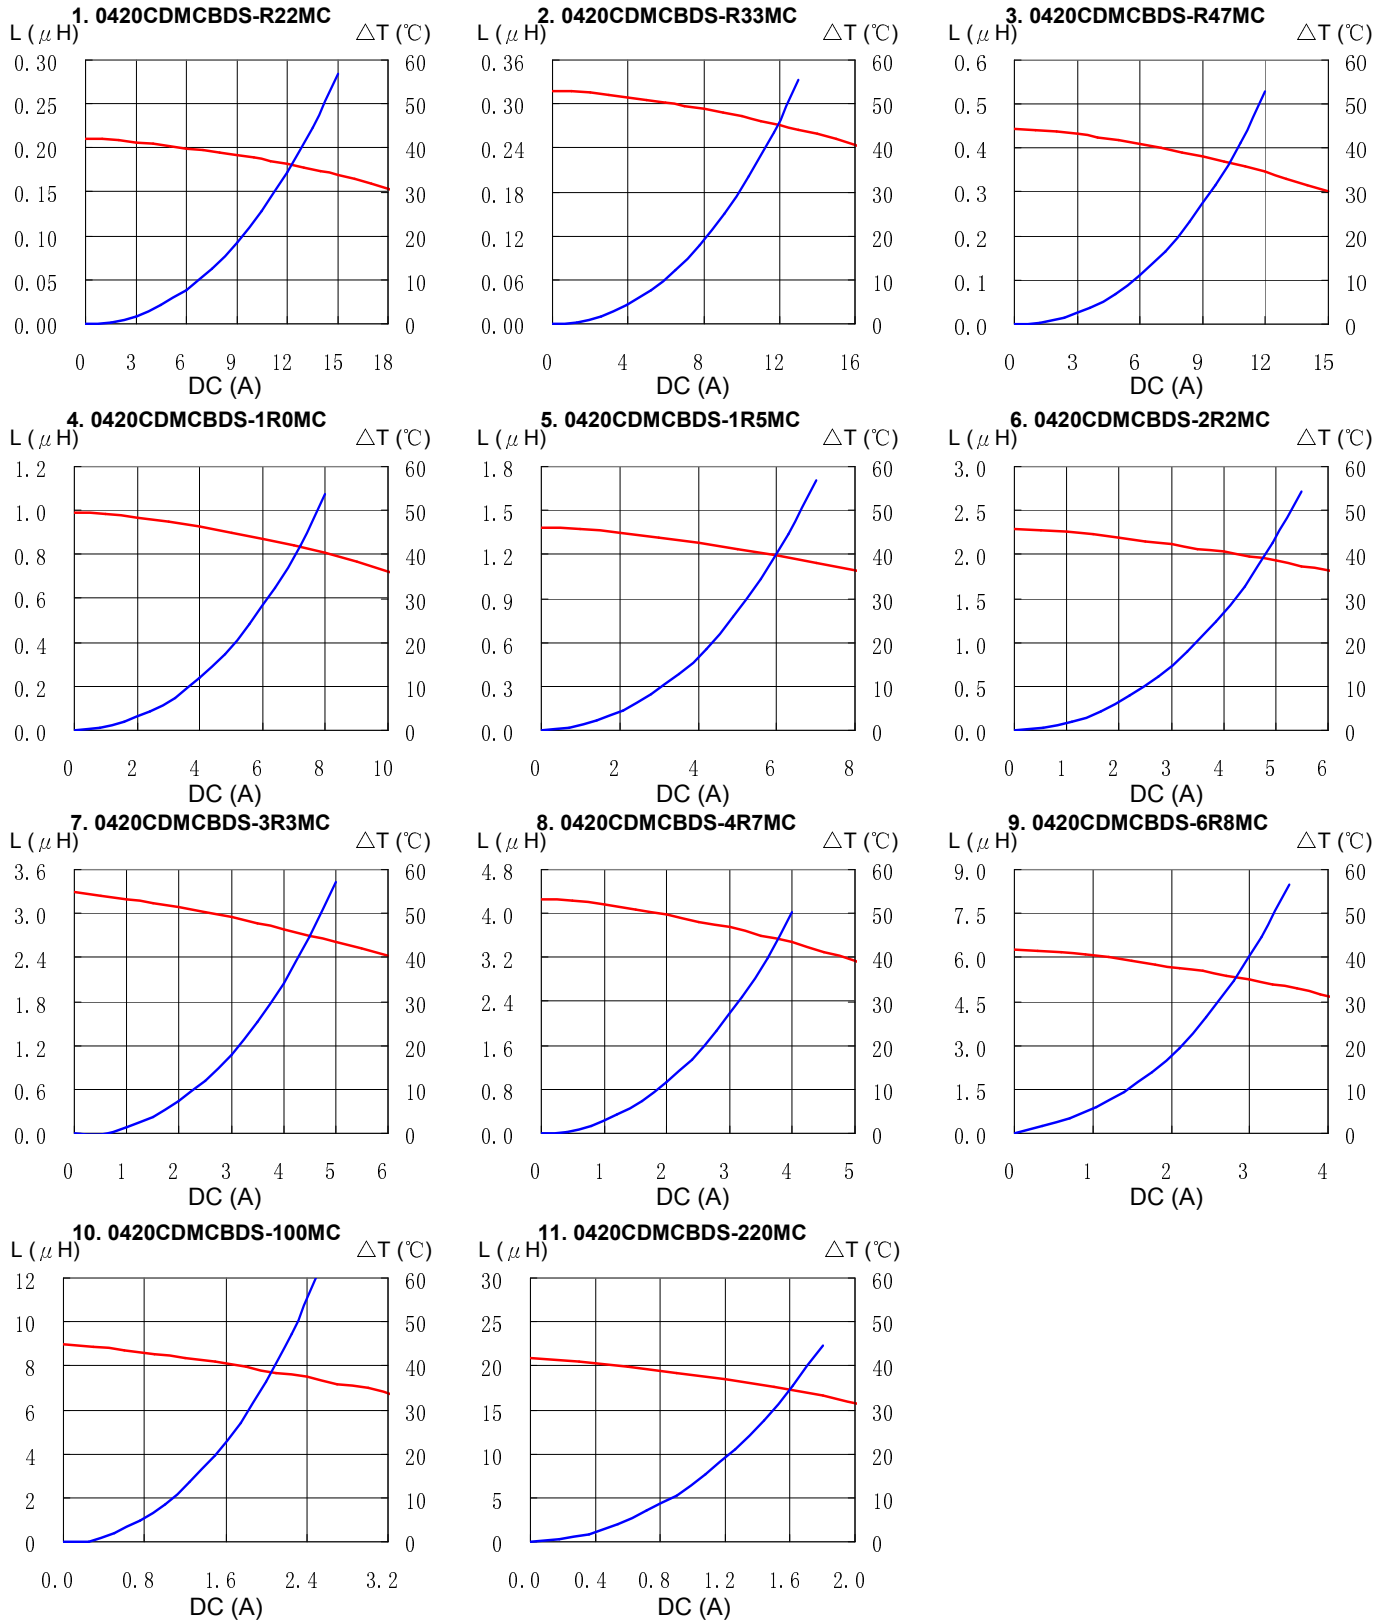 1. 0420CDMCBDS-R22MC
L (μH) △T (℃)
0.30 60
0.25 50
0.20 40
0.15 30
0.10 20
0.05 10
0.00 0
0 3 6 9 12 15 18
DC (A)
2. 0420CDMCBDS-R33MC
L (μH) △T (℃)
0.36 60
0.30 50
0.24 40
0.18 30
0.12 20
0.06 10
0.00 0
0 4 8 12 16
DC (A)
3. 0420CDMCBDS-R47MC
L (μH) △T (℃)
0.6 60
0.5 50
0.4 40
0.3 30
0.2 20
0.1 10
0.0 0
0 3 6 9 12 15
DC (A)
4. 0420CDMCBDS-1R0MC
L (μH) △T (℃)
1.2 60
1.0 50
0.8 40
0.6 30
0.4 20
0.2 10
0.0 0
0 2 4 6 8 10
DC (A)
5. 0420CDMCBDS-1R5MC
L (μH) △T (℃)
1.8 60
1.5 50
1.2 40
0.9 30
0.6 20
0.3 10
0.0 0
0 2 4 6 8
DC (A)
6. 0420CDMCBDS-2R2MC
L (μH) △T (℃)
3.0 60
2.5 50
2.0 40
1.5 30
1.0 20
0.5 10
0.0 0
0 1 2 3 4 5 6
DC (A)
7. 0420CDMCBDS-3R3MC
L (μH) △T (℃)
3.6 60
3.0 50
2.4 40
1.8 30
1.2 20
0.6 10
0.0 0
0 1 2 3 4 5 6
DC (A)
8. 0420CDMCBDS-4R7MC
L (μH) △T (℃)
4.8 60
4.0 50
3.2 40
2.4 30
1.6 20
0.8 10
0.0 0
0 1 2 3 4 5
DC (A)
9. 0420CDMCBDS-6R8MC
L (μH) △T (℃)
9.0 60
7.5 50
6.0 40
4.5 30
3.0 20
1.5 10
0.0 0
0 1 2 3 4
DC (A)
10. 0420CDMCBDS-100MC
L (μH) △T (℃)
12 60
10 50
8 40
6 30
4 20
2 10
0 0
0.0 0.8 1.6 2.4 3.2
DC (A)
11. 0420CDMCBDS-220MC
L (μH) △T (℃)
30 60
25 50
20 40
15 30
10 20
5 10
0 0
0.0 0.4 0.8 1.2 1.6 2.0
DC (A)